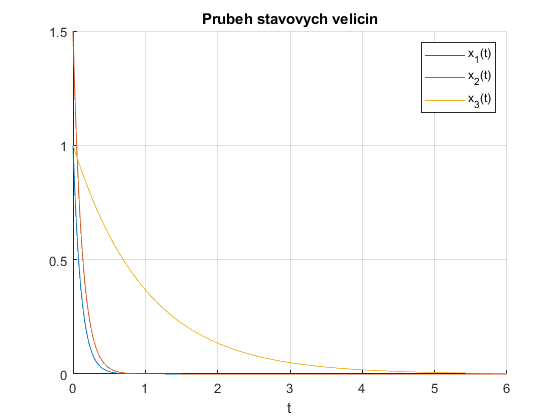 Prubeh stavovych velicin
x1(t)
x2(t)
x3(t)
1.5
1
0.5
0
0 1 2 3 4 5 6
t